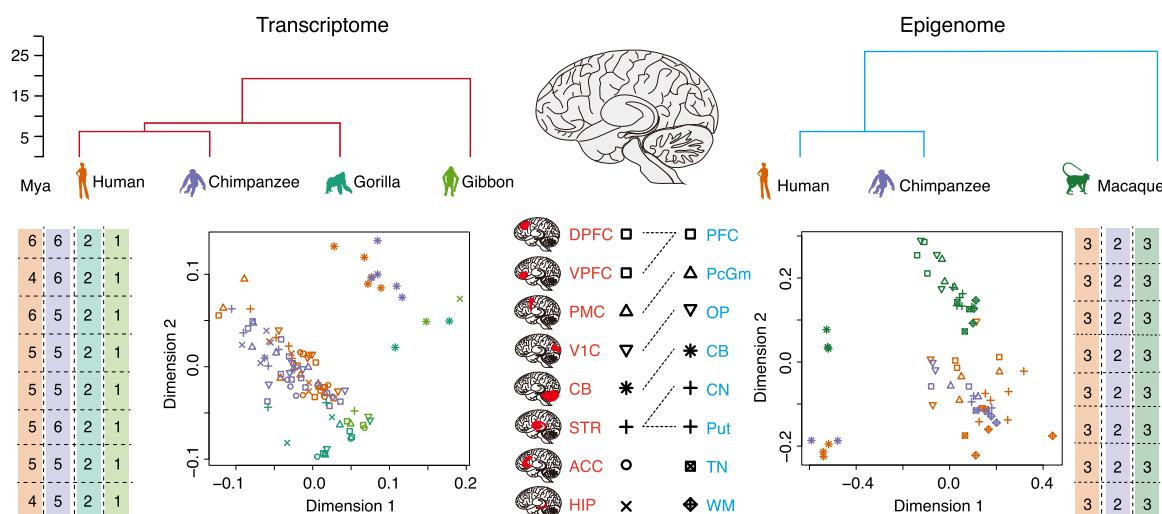 Transcriptome
Epigenome
25
15
5
Mya
Human
Chimpanzee
Gorilla
Gibbon
Human
Chimpanzee
Macaque
6 6 2 1
4 6 2 1
6 5 2 1
5 5 2 1
5 5 2 1
5 6 2 1
5 5 2 1
4 5 2 1
Dimension 2
0.1
0.0
−0.1
−0.1 0.0 0.1 0.2
Dimension 1
DPFC PFC
VPFC PcGm
PMC OP
V1C CB
CB CN
STR Put
ACC TN
HIP WM
Dimension 2
0.2
0.0
−0.2
−0.4 0.0 0.4
Dimension 1
3 2 3
3 2 3
3 2 3
3 2 3
3 2 3
3 2 3
3 2 3
3 2 3